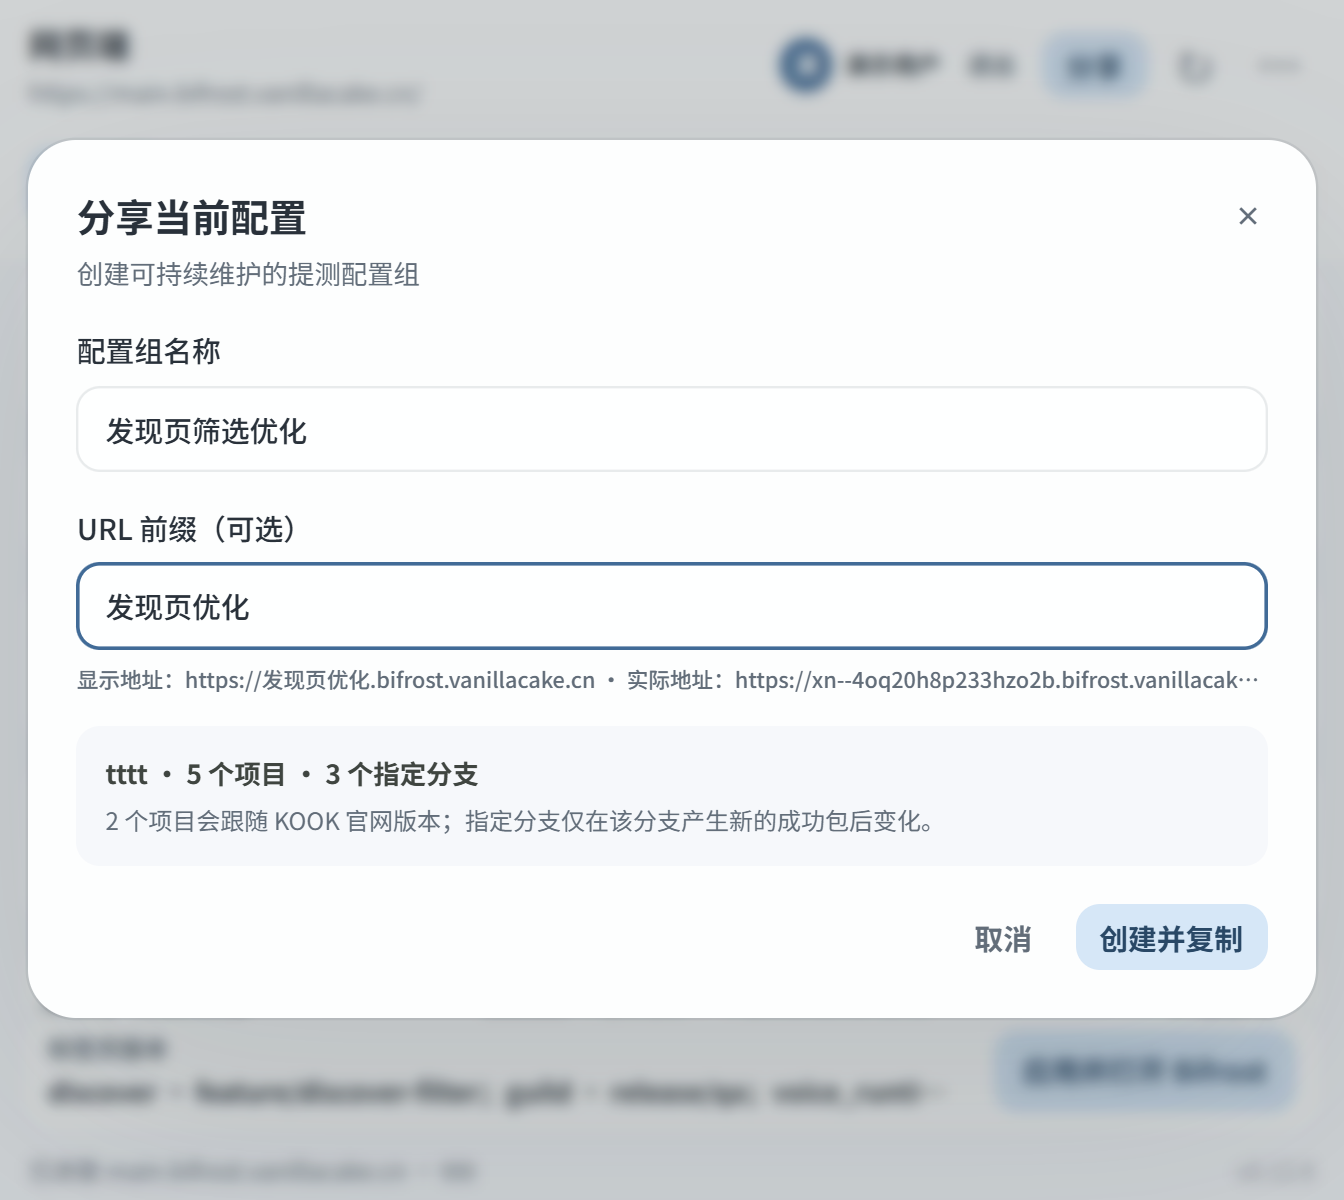 分享当前配置
×
创建可持续维护的提测配置组
配置组名称
发现页筛选优化
URL 前缀（可选）
发现页优化
显示地址：https://发现页优化.bifrost.vanillacake.cn • 实际地址：https://xn--4oq20h8p233hzo2b.bifrost.vanillacak…
tttt • 5 个项目 • 3 个指定分支
2 个项目会跟随 KOOK 官网版本；指定分支仅在该分支产生新的成功包后变化。
取消
创建并复制